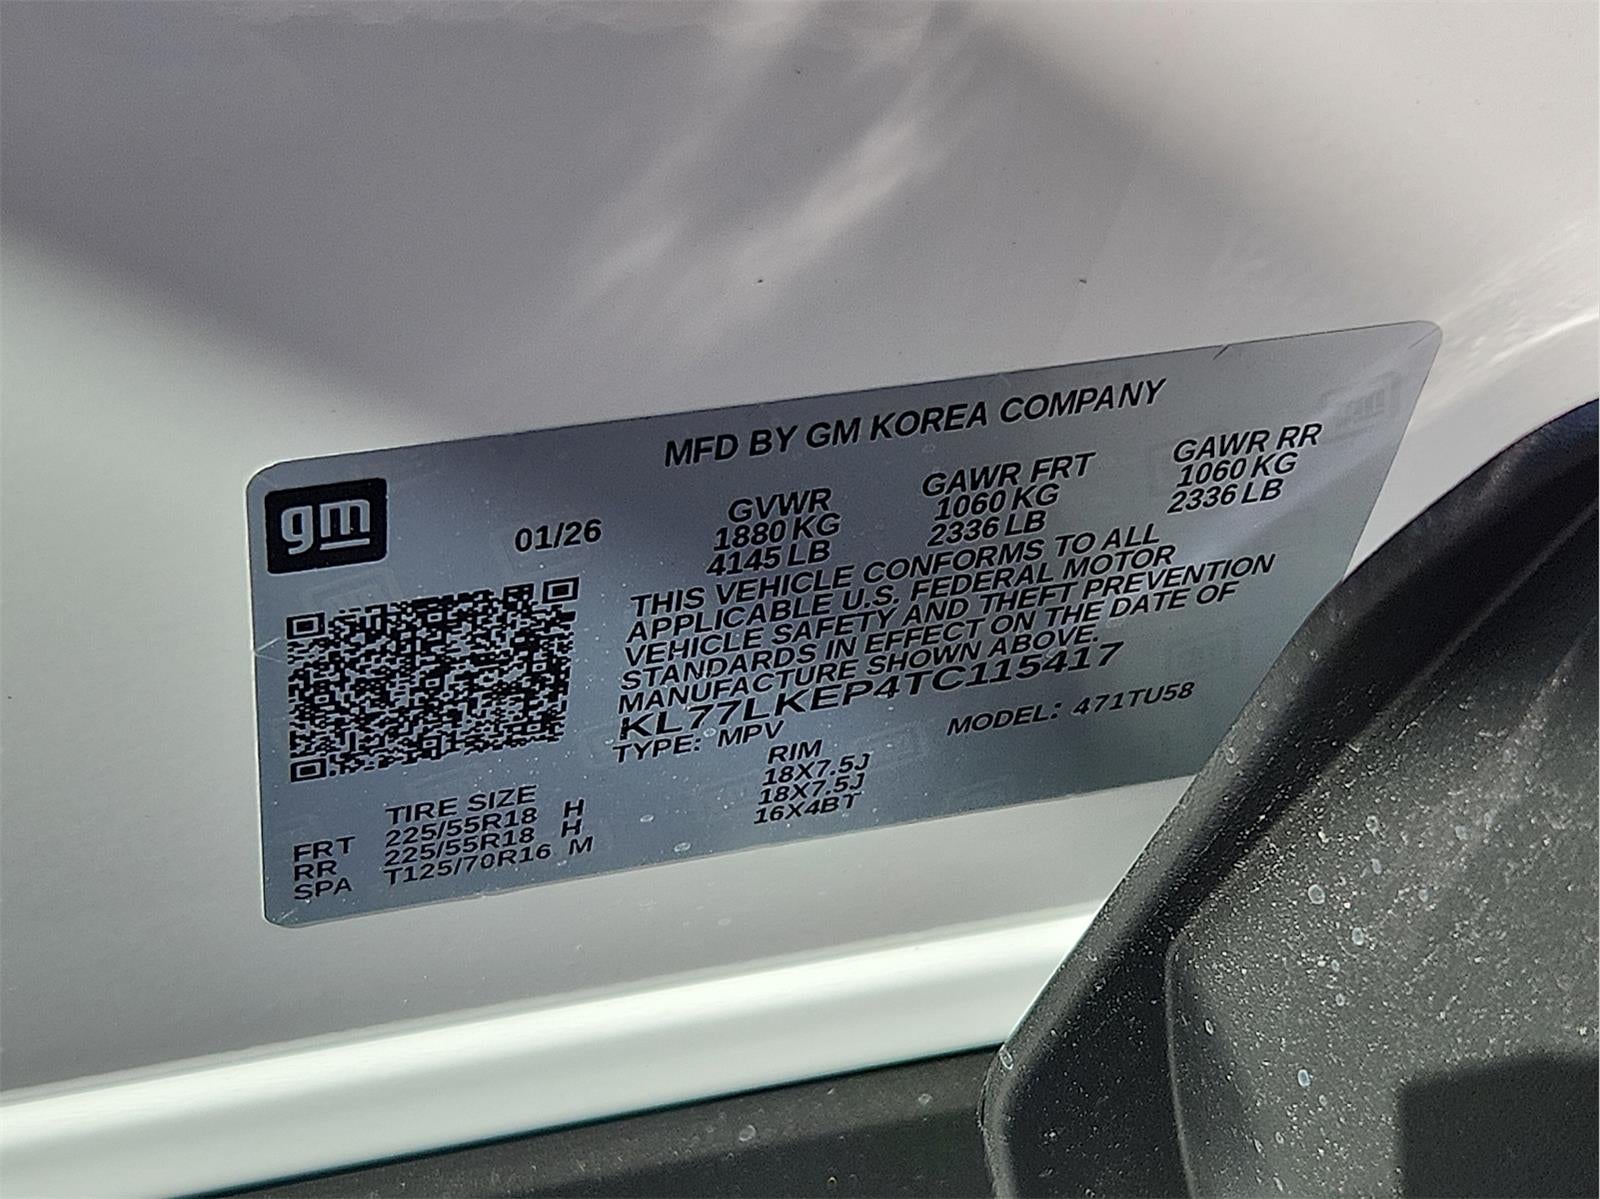 MFD BY GM KOREA COMPANY
gm
01/26
GVWR GAWR FRT GAWR RR
1880 KG 1060 KG 1060 KG
4145 LB 2336 LB 2336 LB
THIS VEHICLE CONFORMS TO ALL
APPLICABLE U.S. FEDERAL MOTOR
VEHICLE SAFETY AND THEFT PREVENTION
STANDARDS IN EFFECT ON THE DATE OF
MANUFACTURE SHOWN ABOVE.
KL77LKEP4TC115417
TYPE: MPV MODEL: 471TU58
TIRE SIZE RIM
FRT 225/55R18 H 18X7.5J
RR 225/55R18 H 18X7.5J
SPA T125/70R16 M 16X4BT